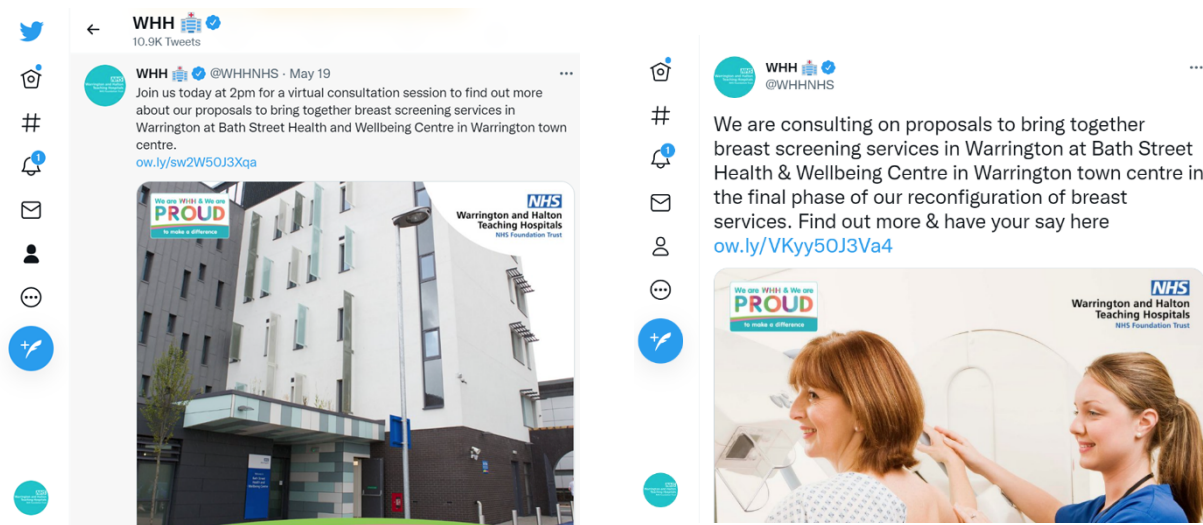 WHH 🏥
10.9K Tweets
WHH 🏥 @WHHNHS · May 19
Join us today at 2pm for a virtual consultation session to find out more
about our proposals to bring together breast screening services in
Warrington at Bath Street Health and Wellbeing Centre in Warrington town
centre.
ow.ly/sw2W50J3Xqa
We are WHH & We are
PROUD
to make a difference
NHS
Warrington and Halton
Teaching Hospitals
NHS Foundation Trust
1
WHH 🏥
@WHHNHS
We are consulting on proposals to bring together
breast screening services in Warrington at Bath Street
Health & Wellbeing Centre in Warrington town centre in
the final phase of our reconfiguration of breast
services. Find out more & have your say here
ow.ly/VKyy50J3Va4
We are WHH & We are
PROUD
to make a difference
NHS
Warrington and Halton
Teaching Hospitals
NHS Foundation Trust
1